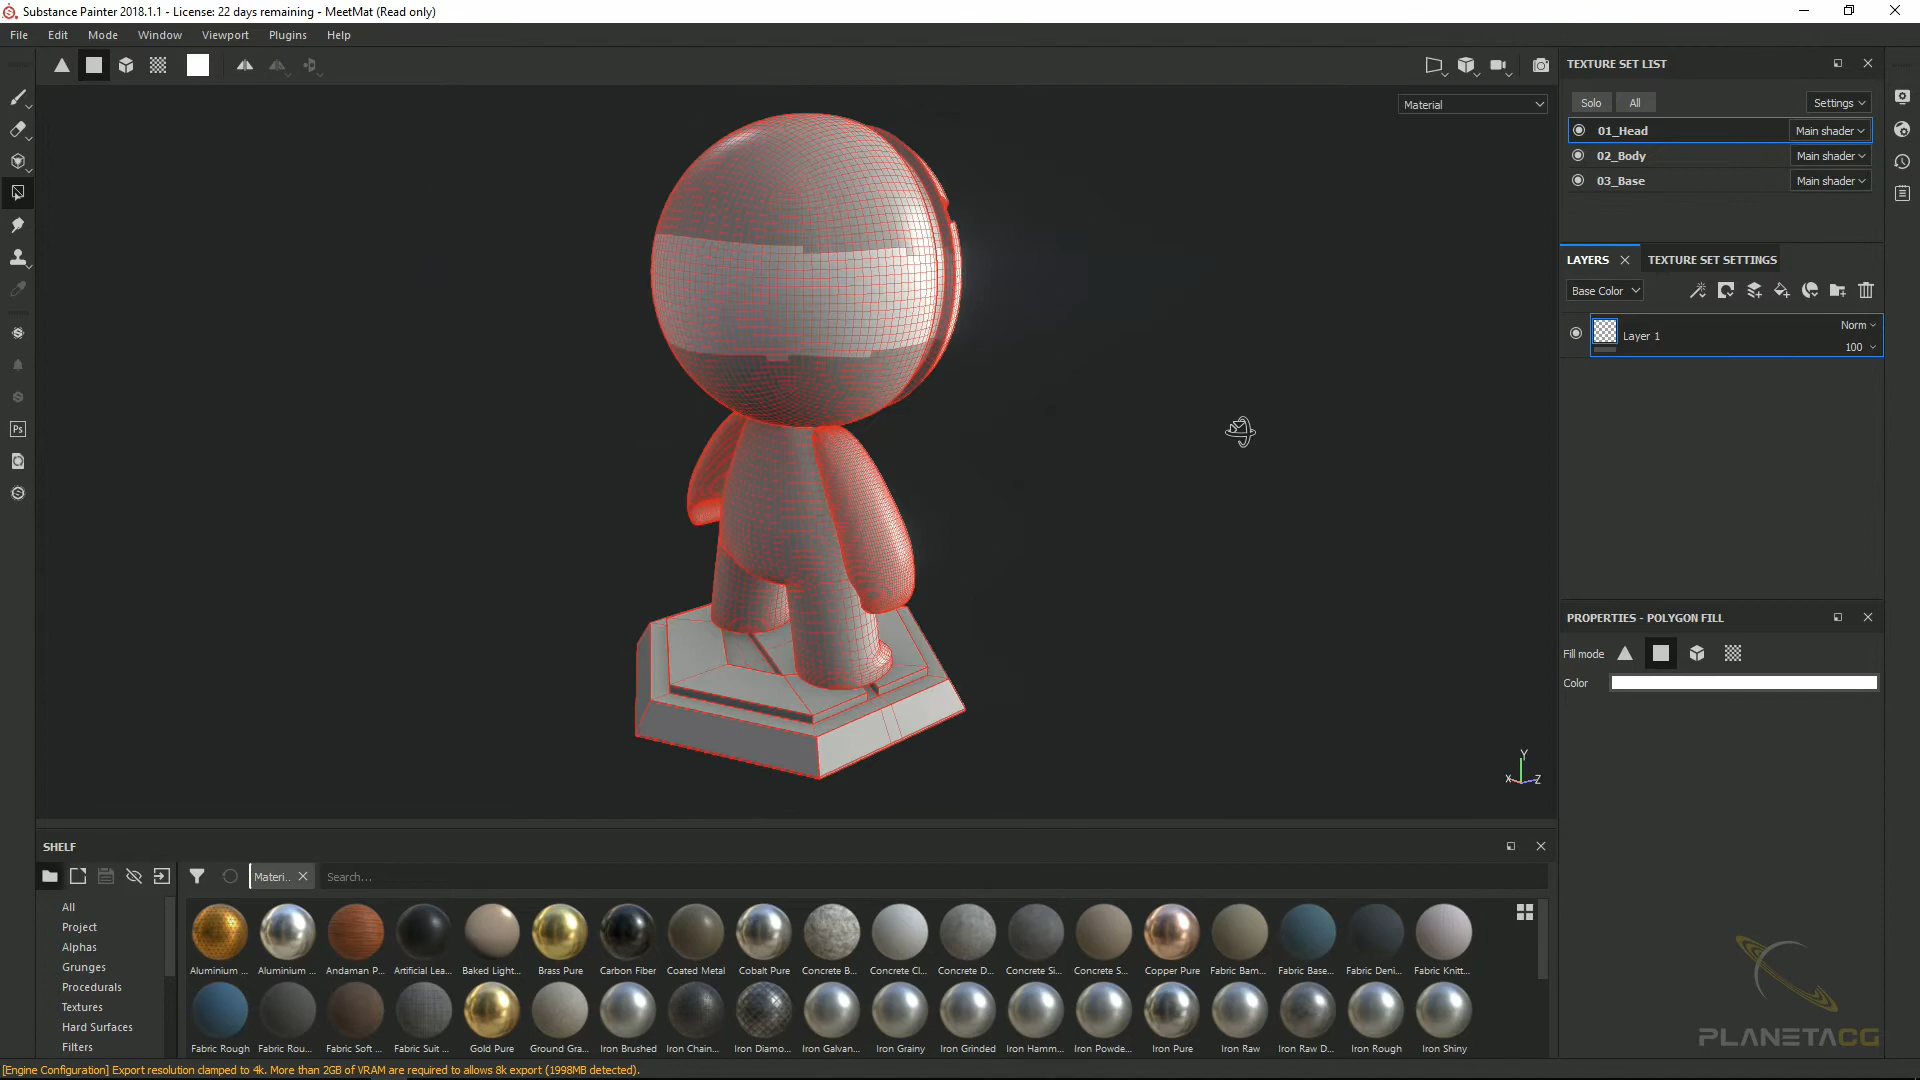 Substance Painter 2018.1.1 - License: 22 days remaining - MeetMat (Read only)
File Edit Mode Window Viewport Plugins Help
Material
TEXTURE SET LIST
Solo All Settings
01_Head Main shader
02_Body Main shader
03_Base Main shader
LAYERS TEXTURE SET SETTINGS
Base Color
Layer 1 Norm
100
PROPERTIES - POLYGON FILL
Fill mode
Color
Ps
Y
X Z
SHELF
Materi.. Search...
All
Project
Alphas
Grunges
Procedurals
Textures
Hard Surfaces
Filters
Aluminium ... Aluminium ... Andaman P... Artificial Lea... Baked Light... Brass Pure Carbon Fiber Coated Metal Cobalt Pure Concrete B... Concrete Cl... Concrete D... Concrete Si... Concrete S... Copper Pure Fabric Bam... Fabric Base... Fabric Deni... Fabric Knitt...
Fabric Rough Fabric Rou... Fabric Soft ... Fabric Suit ... Gold Pure Ground Gra... Iron Brushed Iron Chain... Iron Diamo... Iron Galvan... Iron Grainy Iron Grinded Iron Hamm... Iron Powde... Iron Pure Iron Raw Iron Raw D... Iron Rough Iron Shiny
PLANETACG
[Engine Configuration] Export resolution clamped to 4k. More than 2GB of VRAM are required to allows 8k export (1998MB detected).